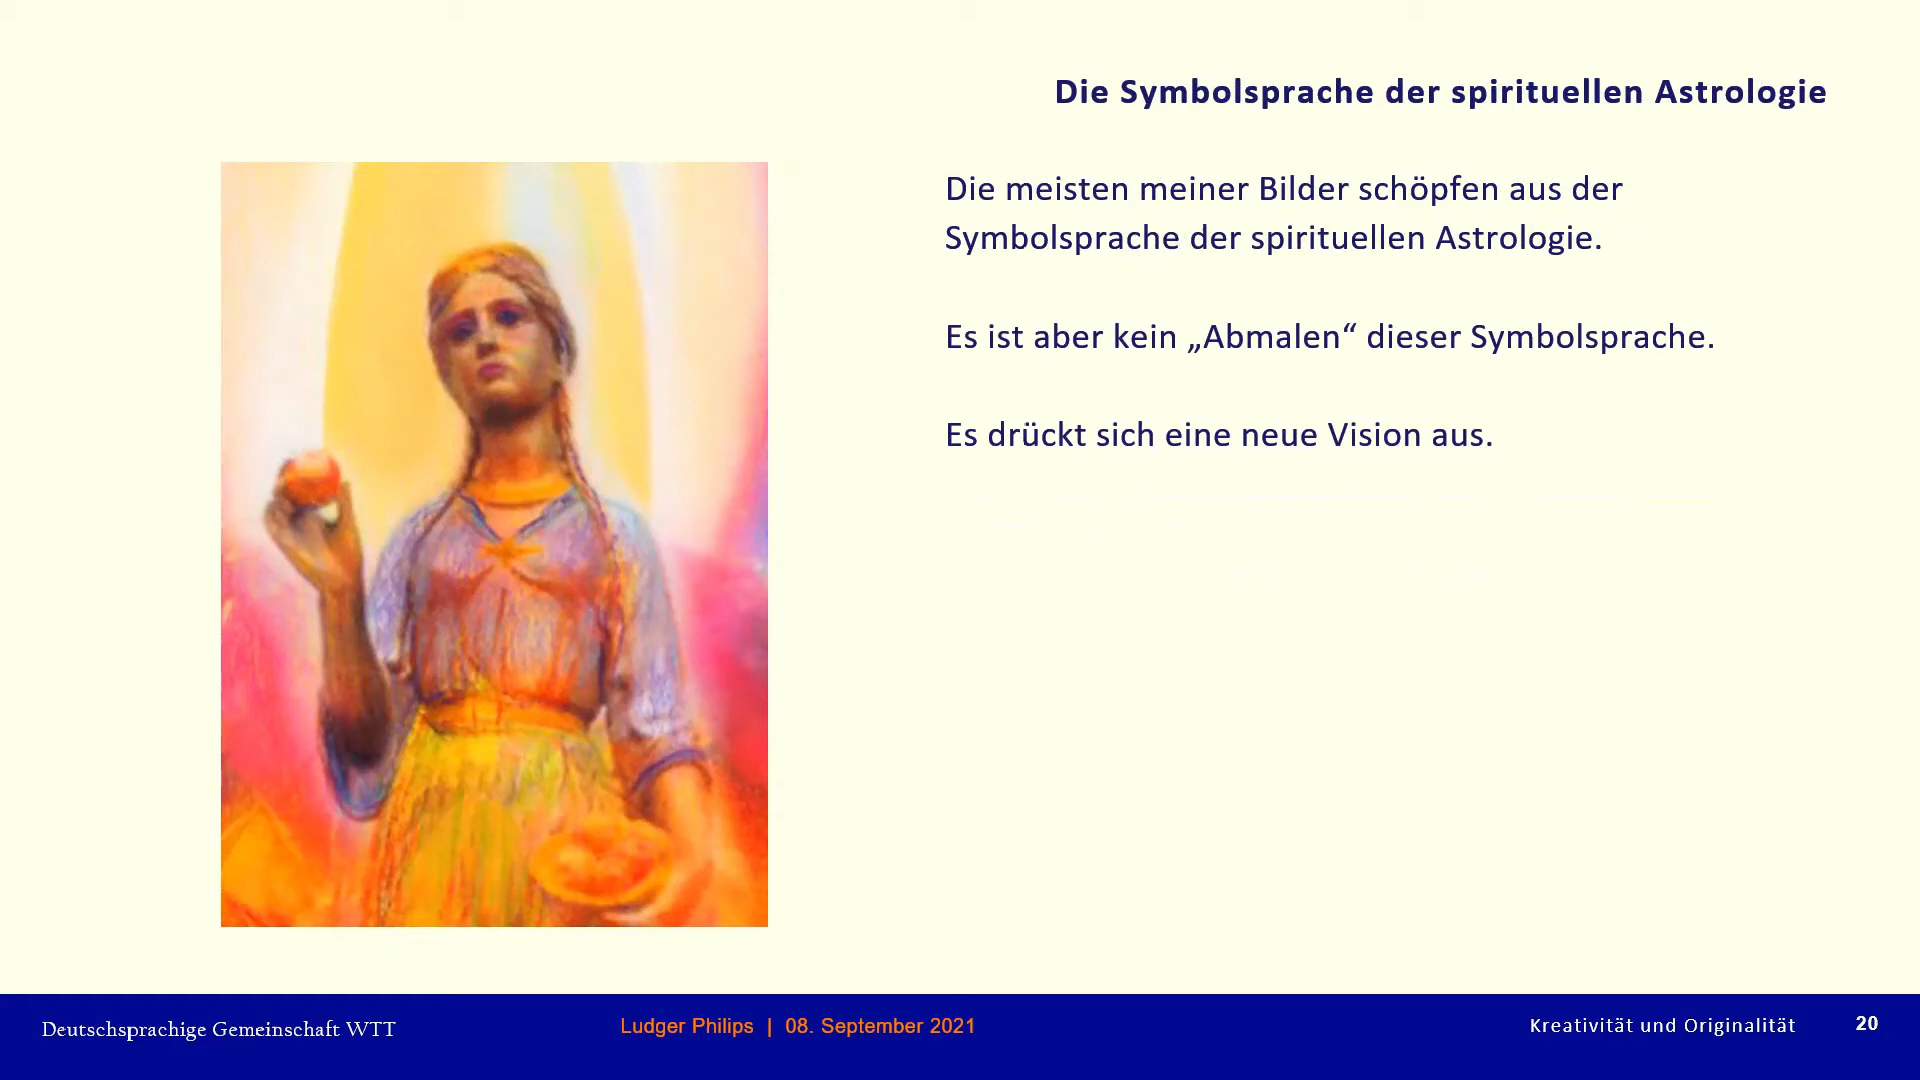 Die Symbolsprache der spirituellen Astrologie
Die meisten meiner Bilder schöpfen aus der
Symbolsprache der spirituellen Astrologie.
Es ist aber kein „Abmalen“ dieser Symbolsprache.
Es drückt sich eine neue Vision aus.
Deutschsprachige Gemeinschaft WTT
Ludger Philips | 08. September 2021
Kreativität und Originalität
20